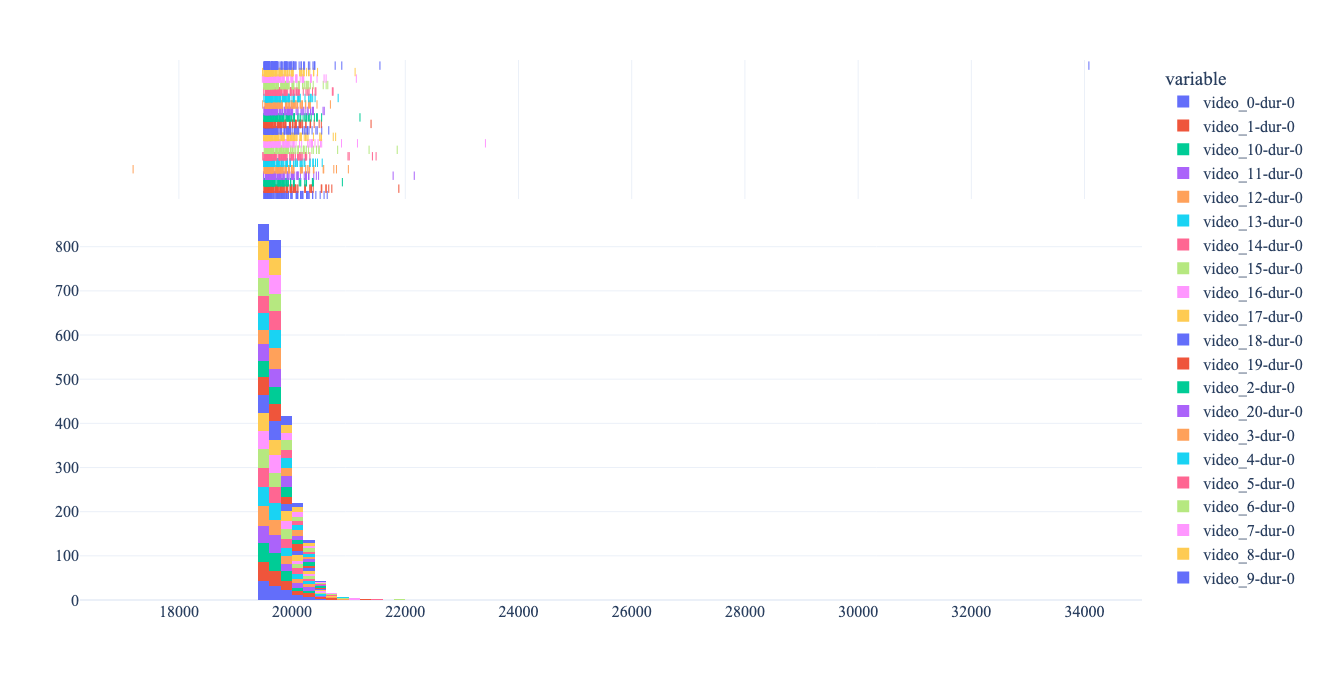 variable
video_0-dur-0
video_1-dur-0
video_10-dur-0
video_11-dur-0
video_12-dur-0
video_13-dur-0
video_14-dur-0
video_15-dur-0
video_16-dur-0
video_17-dur-0
video_18-dur-0
video_19-dur-0
video_2-dur-0
video_20-dur-0
video_3-dur-0
video_4-dur-0
video_5-dur-0
video_6-dur-0
video_7-dur-0
video_8-dur-0
video_9-dur-0
800
700
600
500
400
300
200
100
0
18000 20000 22000 24000 26000 28000 30000 32000 34000